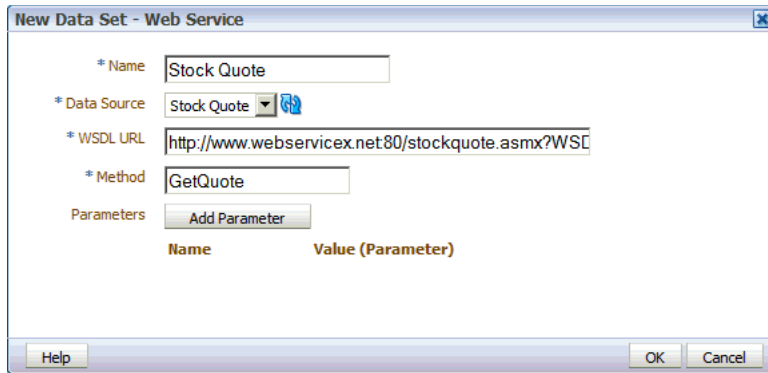 New Data Set - Web Service
* Name Stock Quote
* Data Source Stock Quote
* WSDL URL http://www.webservicex.net:80/stockquote.asmx?WSD
* Method GetQuote
Parameters Add Parameter
Name Value (Parameter)
Help OK Cancel